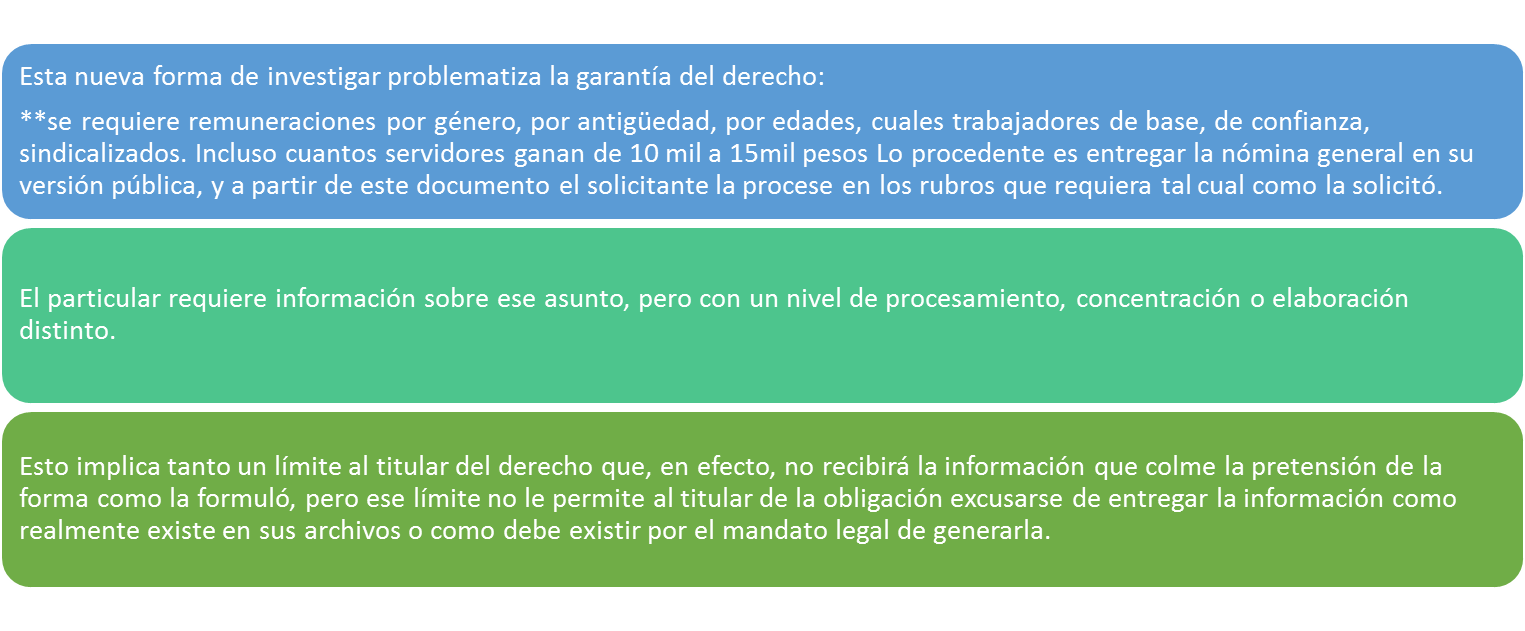 Esta nueva forma de investigar problematiza la garantía del derecho:
**se requiere remuneraciones por género, por antigüedad, por edades, cuales trabajadores de base, de confianza,
sindicalizados. Incluso cuantos servidores ganan de 10 mil a 15mil pesos Lo procedente es entregar la nómina general en su
versión pública, y a partir de este documento el solicitante la procese en los rubros que requiera tal cual como la solicitó.
El particular requiere información sobre ese asunto, pero con un nivel de procesamiento, concentración o elaboración
distinto.
Esto implica tanto un límite al titular del derecho que, en efecto, no recibirá la información que colme la pretensión de la
forma como la formuló, pero ese límite no le permite al titular de la obligación excusarse de entregar la información como
realmente existe en sus archivos o como debe existir por el mandato legal de generarla.